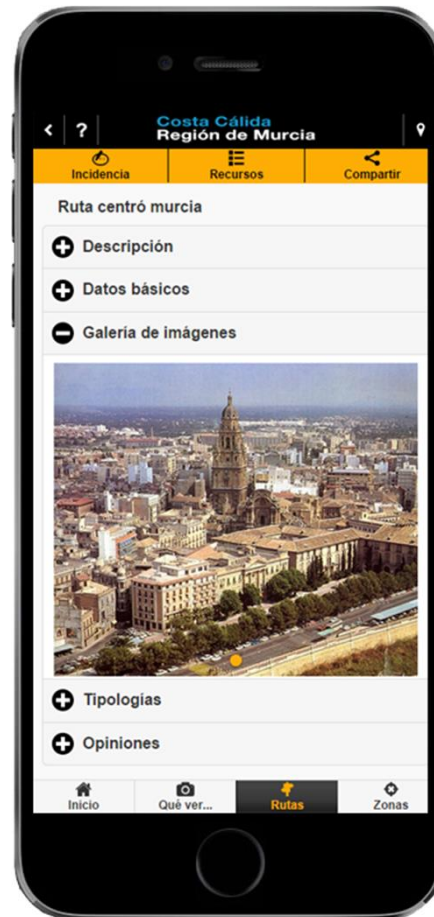 ?
Costa Cálida
Región de Murcia
Incidencia
Recursos
Compartir
Ruta centró murcia
Descripción
Datos básicos
Galería de imágenes
Tipologías
Opiniones
Inicio
Qué ver...
Rutas
Zonas